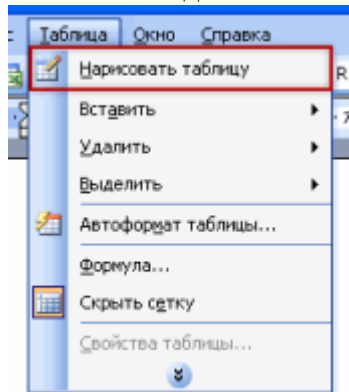 Таблица Окно Справка
Нарисовать таблицу
Вставить
Удалить
Выделить
Автоформат таблицы...
Формула...
Скрыть сетку
Свойства таблицы...